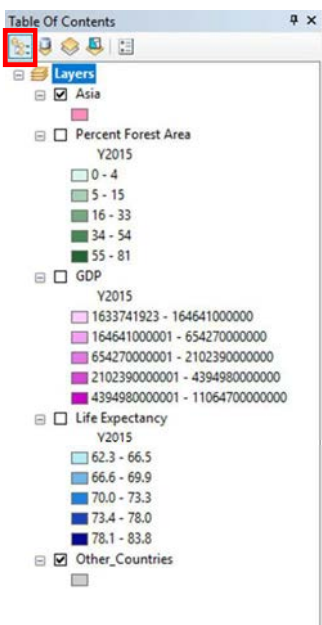 Table Of Contents
Layers
Asia
Percent Forest Area
Y2015
0 - 4
5 - 15
16 - 33
34 - 54
55 - 81
GDP
Y2015
1633741923 - 164641000000
164641000001 - 654270000000
654270000001 - 2102390000000
2102390000001 - 4394980000000
4394980000001 - 11064700000000
Life Expectancy
Y2015
62.3 - 66.5
66.6 - 69.9
70.0 - 73.3
73.4 - 78.0
78.1 - 83.8
Other_Countries